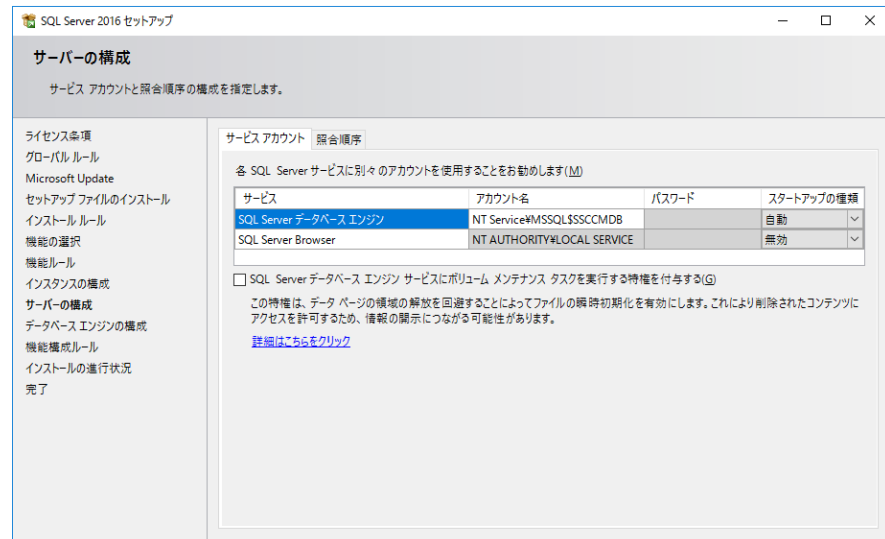 SQL Server 2016 セットアップ
サーバーの構成
サービス アカウントと照合順序の構成を指定します。
ライセンス条項
グローバル ルール
Microsoft Update
セットアップ ファイルのインストール
インストール ルール
機能の選択
機能ルール
インスタンスの構成
サーバーの構成
データベース エンジンの構成
機能構成ルール
インストールの進行状況
完了
サービス アカウント 照合順序
各 SQL Server サービスに別々のアカウントを使用することをお勧めします(M)
サービス アカウント名 パスワード スタートアップの種類
SQL Server データベース エンジン NT Service¥MSSQL$SSCCMDB 自動
SQL Server Browser NT AUTHORITY¥LOCAL SERVICE 無効
SQL Server データベース エンジン サービスにボリューム メンテナンス タスクを実行する特権を付与する(G)
この特権は、データ ページの領域の解放を回避することによってファイルの瞬時初期化を有効にします。これにより削除されたコンテンツに
アクセスを許可するため、情報の開示につながる可能性があります。
詳細はこちらをクリック